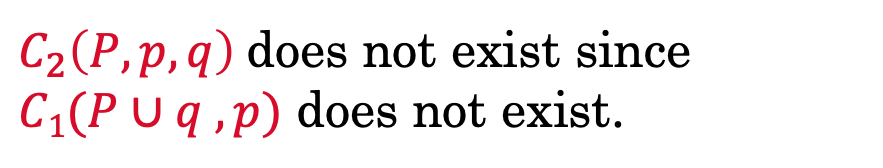 C₂(P,p,q) does not exist since
C₁(P ∪ q ,p) does not exist.